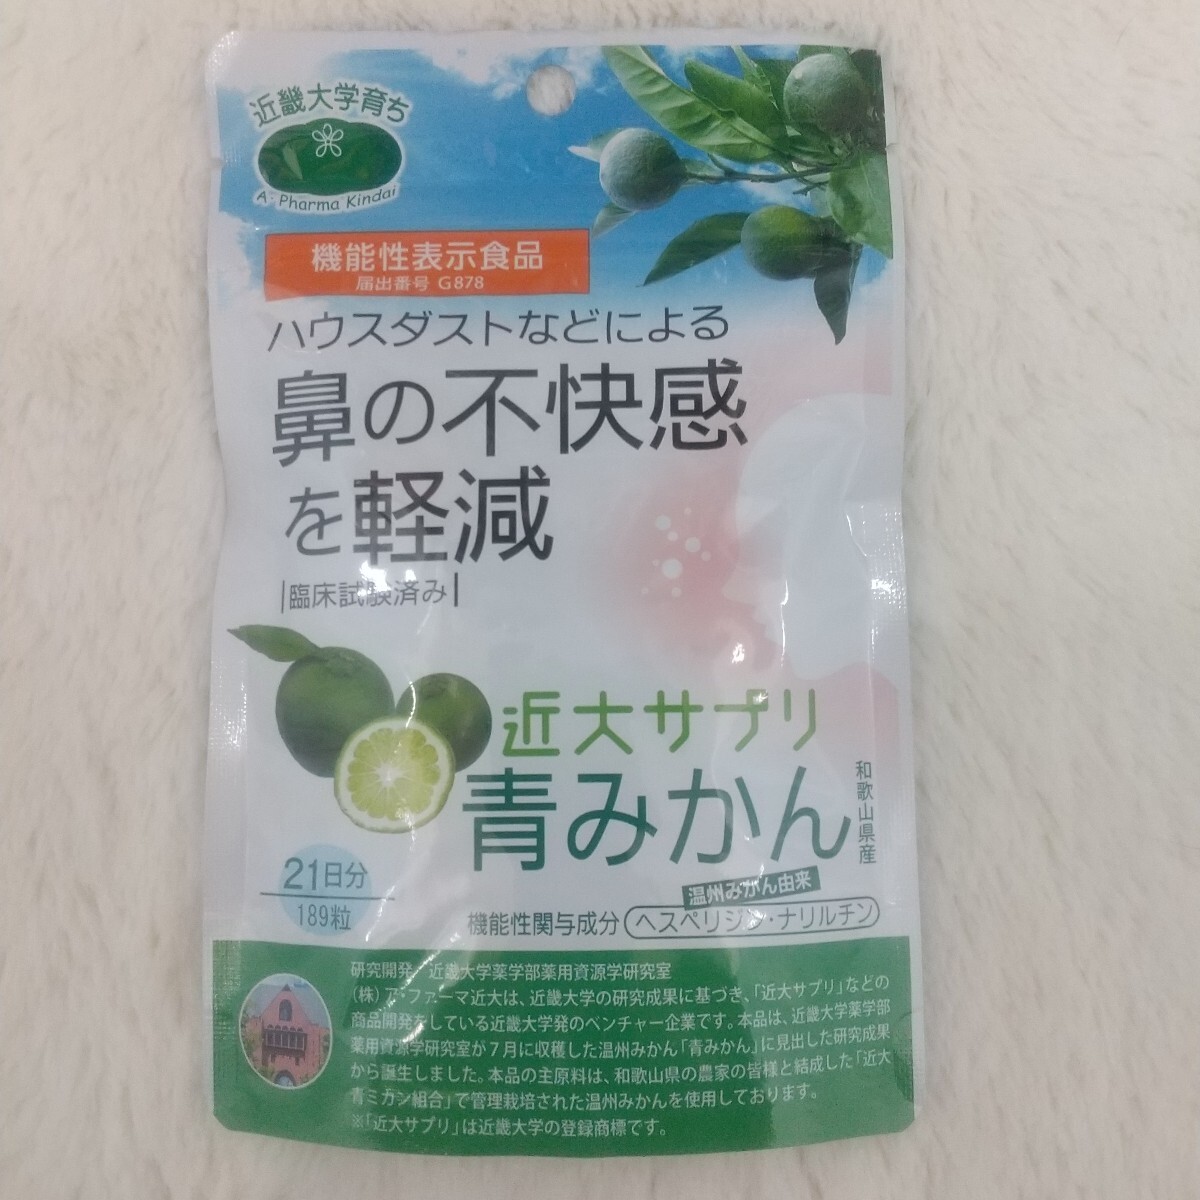 近畿大学育ち
A・Pharma Kindai
機能性表示食品
届出番号 G878
ハウスダストなどによる
鼻の不快感
を軽減
臨床試験済み
近大サプリ
青みかん
和歌山県産
21日分
189粒
温州みかん由来
機能性関与成分 ヘスペリジン・ナリルチン
研究開発／近畿大学薬学部薬用資源学研究室
(株)ア・ファーマ近大は、近畿大学の研究成果に基づき、「近大サプリ」などの
商品開発をしている近畿大学発のベンチャー企業です。本品は、近畿大学薬学部
薬用資源学研究室が７月に収穫した温州みかん「青みかん」に見出した研究成果
から誕生しました。本品の主原料は、和歌山県の農家の皆様と結成した「近大
青ミカン組合」で管理栽培された温州みかんを使用しております。
※「近大サプリ」は近畿大学の登録商標です。